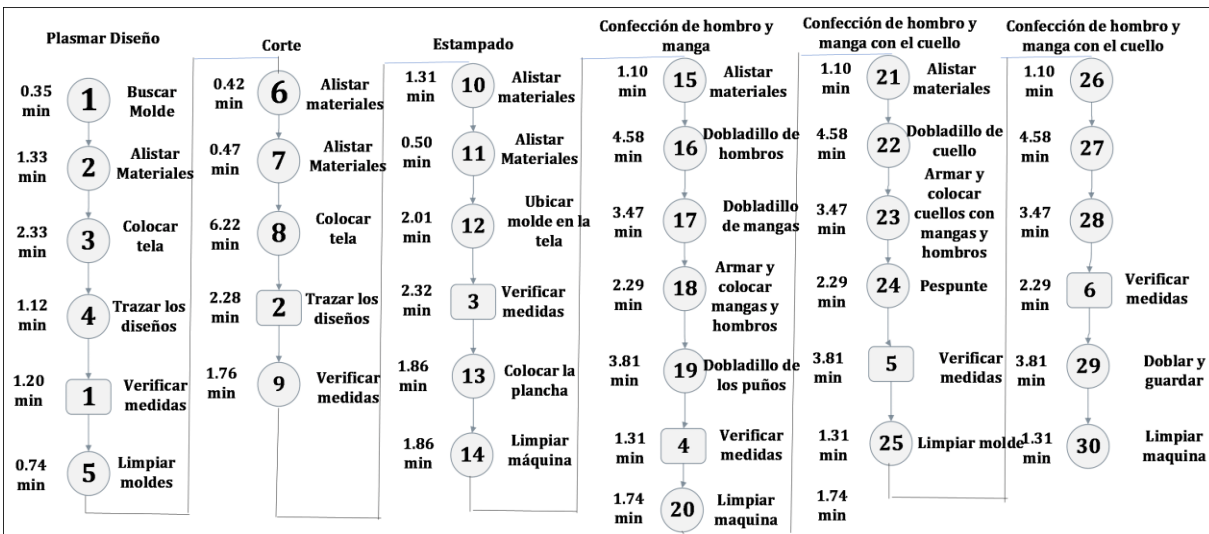 Plasmar Diseño
0.35
min
1
Buscar
Molde
1.33
min
2
Alistar
Materiales
2.33
min
3
Colocar
tela
1.12
min
4
Trazar los
diseños
1.20
min
1
Verificar
medidas
0.74
min
5
Limpiar
moldes
Corte
0.42
min
6
Alistar
materiales
0.47
min
7
Alistar
Materiales
6.22
min
8
Colocar
tela
2.28
min
2
Trazar los
diseños
1.76
min
9
Verificar
medidas
Estampado
1.31
min
10
Alistar
materiales
0.50
min
11
Alistar
Materiales
2.01
min
12
Ubicar
molde en la
tela
2.32
min
3
Verificar
medidas
1.86
min
13
Colocar la
plancha
1.86
min
14
Limpiar
máquina
Confección de hombro y
manga
1.10
min
15
Alistar
materiales
4.58
min
16
Dobladillo de
hombros
3.47
min
17
Dobladillo
de mangas
2.29
min
18
Armar y
colocar
mangas y
hombros
3.81
min
19
Dobladillo de
los puños
1.31
min
4
Verificar
medidas
1.74
min
20
Limpiar
maquina
Confección de hombro y
manga con el cuello
1.10
min
21
Alistar
materiales
4.58
min
22
Dobladillo de
cuello
3.47
min
23
Armar y
colocar
cuellos con
mangas y
hombros
2.29
min
24
Pespunte
3.81
min
5
Verificar
medidas
1.31
min
25
Limpiar molde
1.74
min
Confección de hombro y
manga con el cuello
1.10
min
26
4.58
min
27
3.47
min
28
2.29
min
6
Verificar
medidas
3.81
min
29
Doblar y
guardar
1.31
min
30
Limpiar
maquina